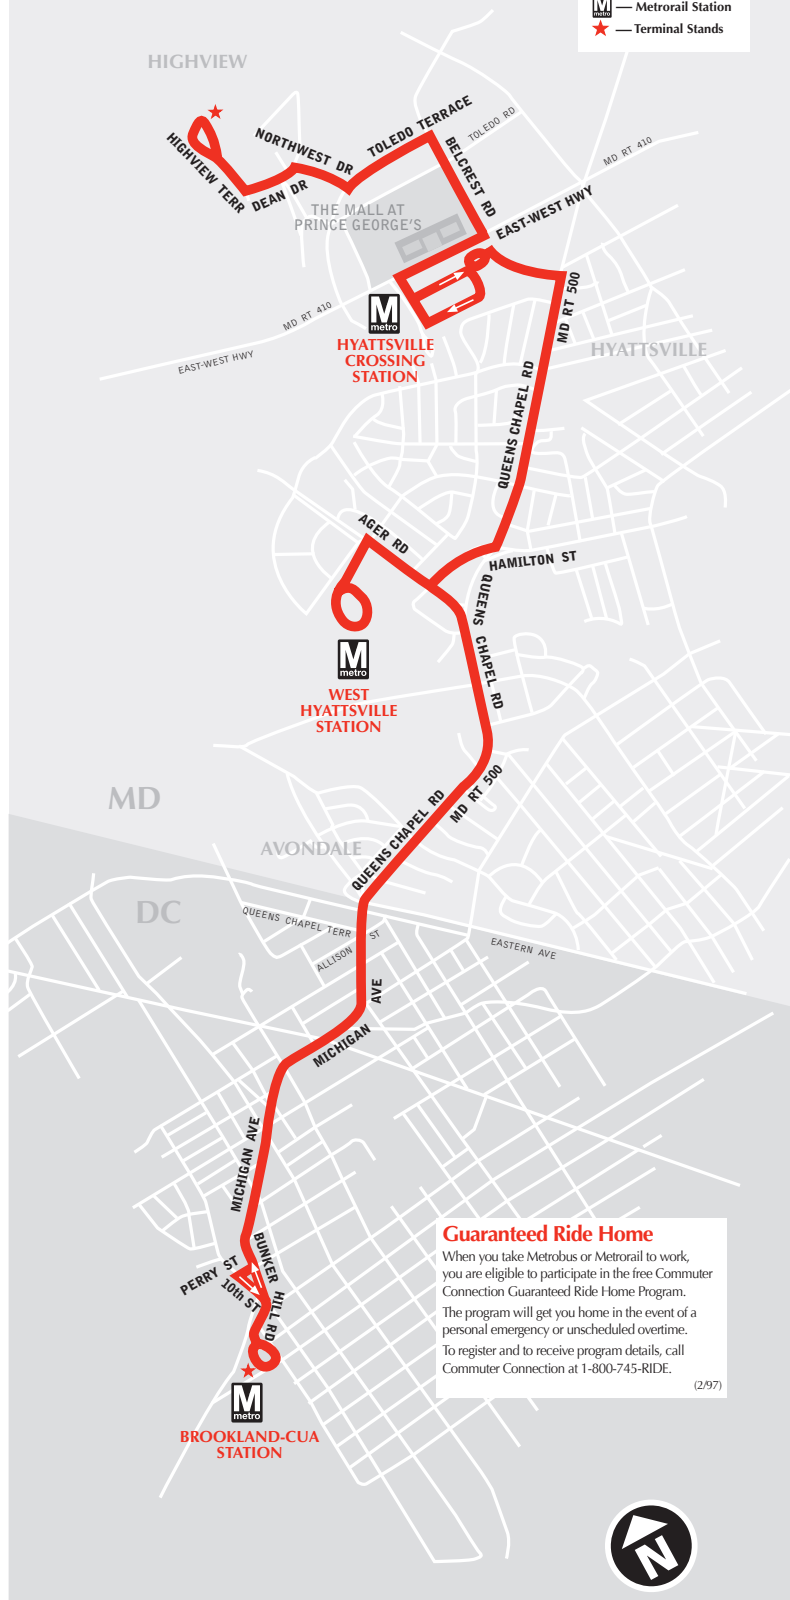 M
metro
— Metrorail Station
— Terminal Stands
HIGHVIEW
HIGHVIEW TERR
DEAN DR
NORTHWEST DR
TOLEDO TERRACE
TOLEDO RD
BELCREST RD
MD RT 410
EAST-WEST HWY
THE MALL AT
PRINCE GEORGE'S
MD RT 410
EAST-WEST HWY
M
metro
HYATTSVILLE
CROSSING
STATION
MD RT 500
HYATTSVILLE
QUEENS CHAPEL RD
AGER RD
HAMILTON ST
QUEENS CHAPEL RD
M
metro
WEST
HYATTSVILLE
STATION
MD RT 500
MD
QUEENS CHAPEL RD
AVONDALE
DC
QUEENS CHAPEL TERR
ALLISON ST
EASTERN AVE
MICHIGAN AVE
MICHIGAN AVE
BUNKER HILL RD
PERRY ST
10th ST
M
metro
BROOKLAND-CUA
STATION
Guaranteed Ride Home
When you take Metrobus or Metrorail to work,
you are eligible to participate in the free Commuter
Connection Guaranteed Ride Home Program.
The program will get you home in the event of a
personal emergency or unscheduled overtime.
To register and to receive program details, call
Commuter Connection at 1-800-745-RIDE.
(2/97)
N